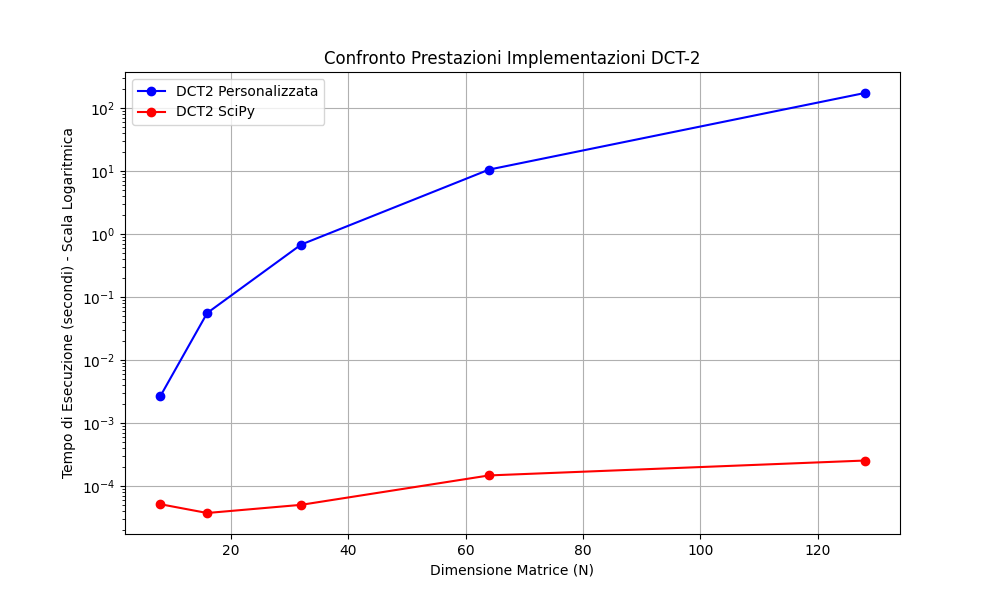 Confronto Prestazioni Implementazioni DCT-2
DCT2 Personalizzata
DCT2 SciPy
Tempo di Esecuzione (secondi) - Scala Logaritmica
10²
10¹
10⁰
10⁻¹
10⁻²
10⁻³
10⁻⁴
20 40 60 80 100 120
Dimensione Matrice (N)